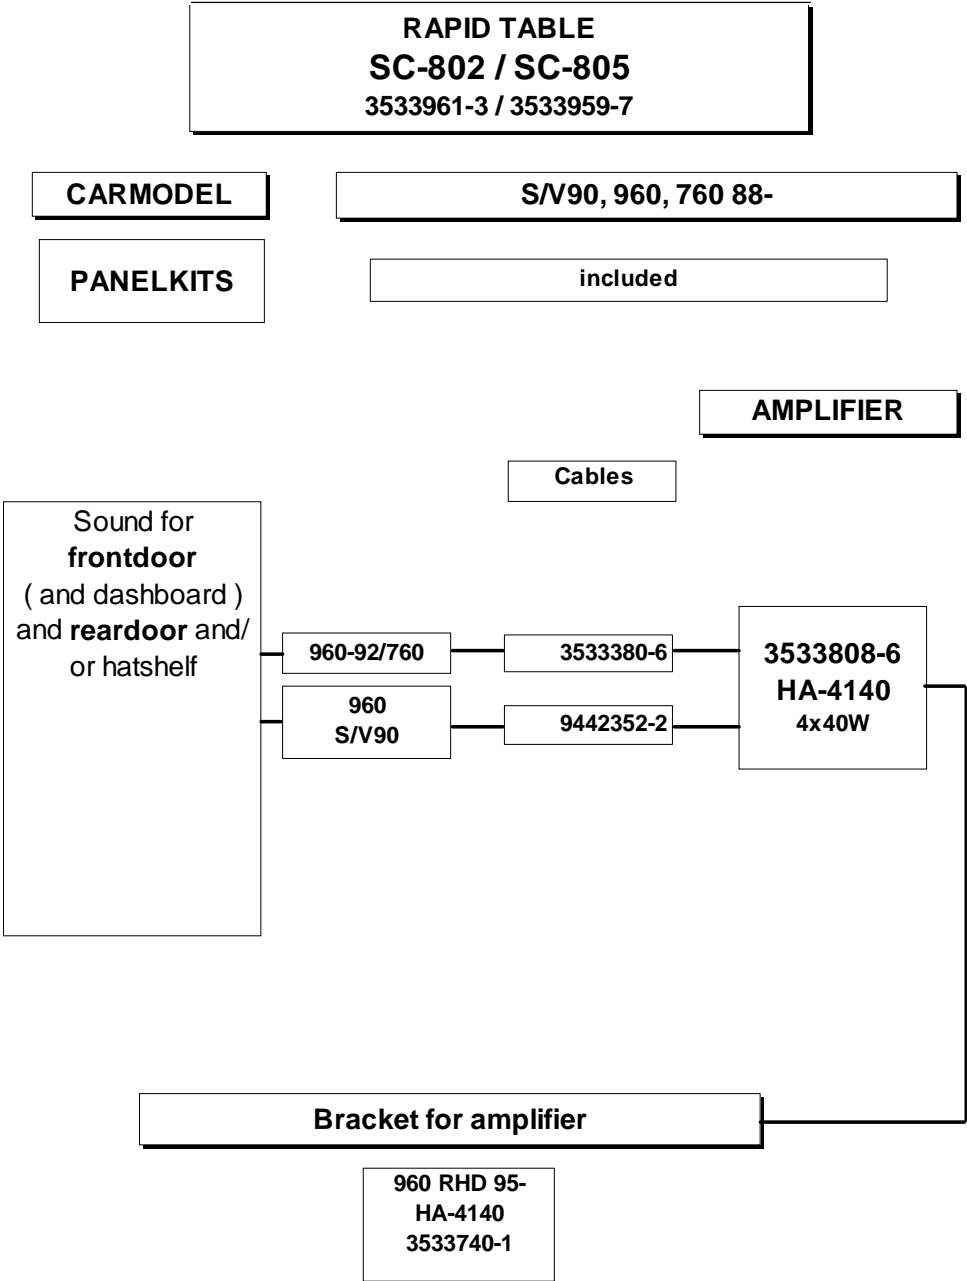 RAPID TABLE
SC-802 / SC-805
3533961-3 / 3533959-7
CARMODEL
S/V90, 960, 760 88-
PANELKITS
included
AMPLIFIER
Cables
Sound for
frontdoor
( and dashboard )
and reardoor and/
or hatshelf
960-92/760
3533380-6
960
S/V90
9442352-2
3533808-6
HA-4140
4x40W
Bracket for amplifier
960 RHD 95-
HA-4140
3533740-1